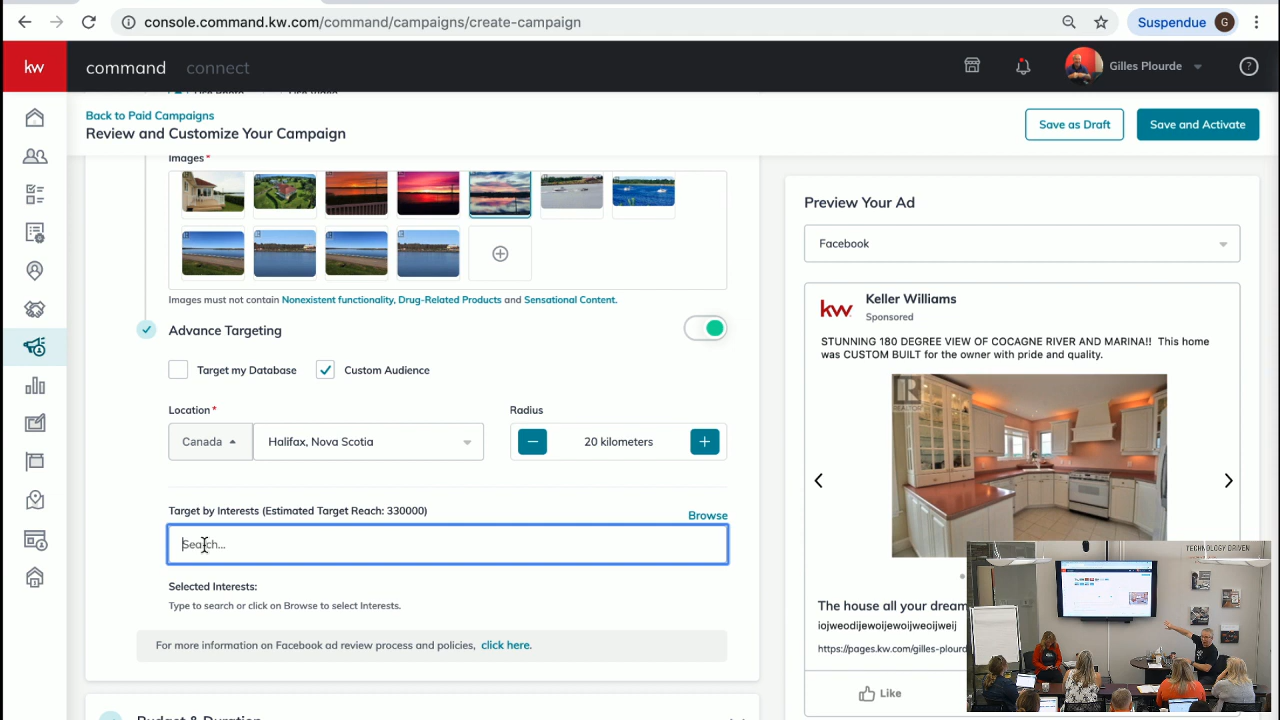 console.command.kw.com/command/campaigns/create-campaign
Suspendue
G
kw
command
connect
Gilles Plourde
Back to Paid Campaigns
Review and Customize Your Campaign
Save as Draft
Save and Activate
Images*
Images must not contain Nonexistent functionality, Drug-Related Products and Sensational Content.
Advance Targeting
Target my Database
Custom Audience
Location*
Radius
Canada
Halifax, Nova Scotia
20 kilometers
Target by Interests (Estimated Target Reach: 330000)
Browse
Search...
Selected Interests:
Type to search or click on Browse to select Interests.
For more information on Facebook ad review process and policies, click here.
Budget & Duration
Preview Your Ad
Facebook
kw
Keller Williams
Sponsored
STUNNING 180 DEGREE VIEW OF COCAGNE RIVER AND MARINA!! This home
was CUSTOM BUILT for the owner with pride and quality.
R
REALTOR
TECHNOLOGY DRIVEN
The house all your dream
iojweodijewoijewoijweoijweij
https://pages.kw.com/gilles-plourd
Like